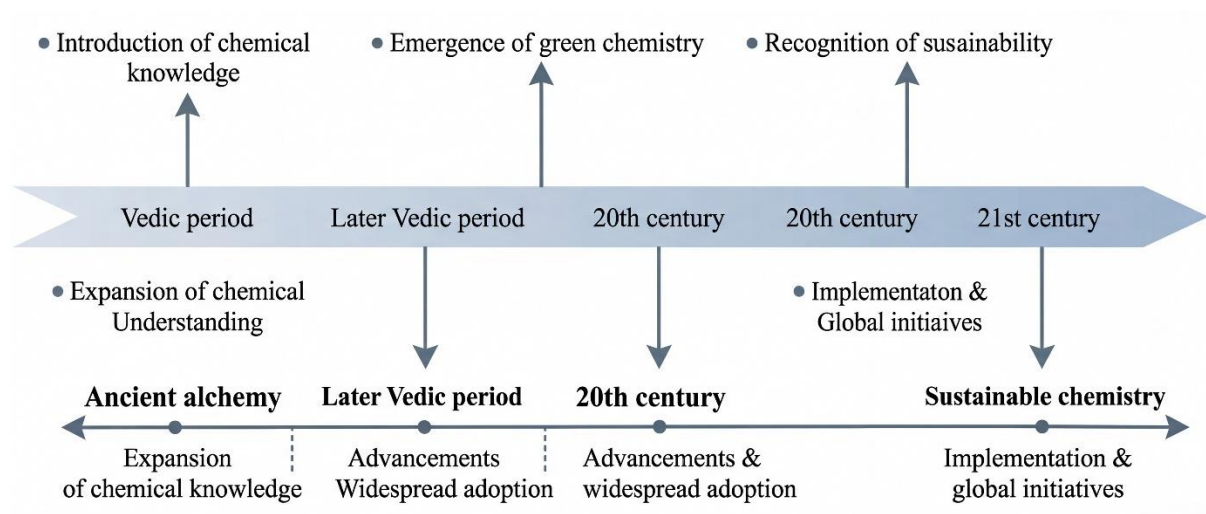 • Introduction of chemical
knowledge
• Emergence of green chemistry
• Recognition of susainability
Vedic period
Later Vedic period
20th century
20th century
21st century
• Expansion of chemical
Understanding
• Implementaton &
Global initiaives
Ancient alchemy
Later Vedic period
20th century
Sustainable chemistry
Expansion
of chemical knowledge
Advancements
Widespread adoption
Advancements &
widespread adoption
Implementation &
global initiatives